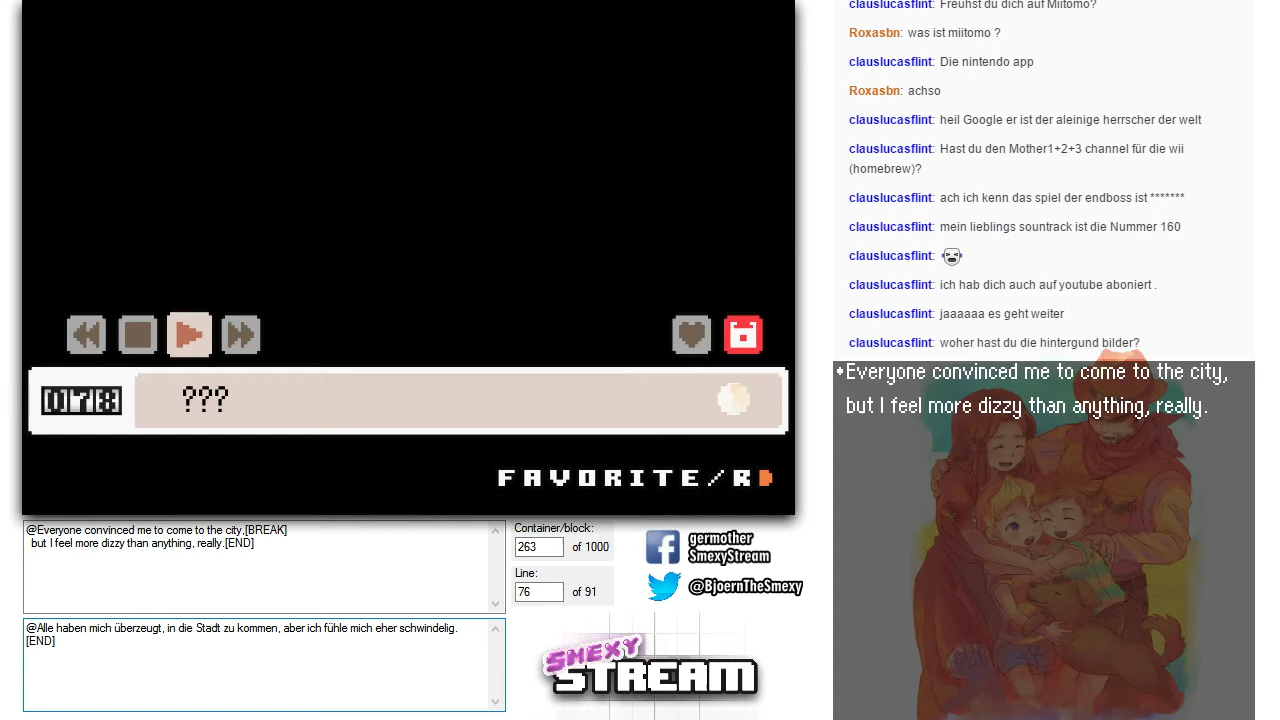 clauslucasflint: Freuhst du dich auf Miitomo?
Roxasbn: was ist miitomo ?
clauslucasflint: Die nintendo app
Roxasbn: achso
clauslucasflint: heil Google er ist der aleinige herrscher der welt
clauslucasflint: Hast du den Mother1+2+3 channel für die wii
(homebrew)?
clauslucasflint: ach ich kenn das spiel der endboss ist *******
clauslucasflint: mein lieblings sountrack ist die Nummer 160
clauslucasflint:
clauslucasflint: ich hab dich auch auf youtube aboniert .
clauslucasflint: jaaaaaa es geht weiter
clauslucasflint: woher hast du die hintergund bilder?
•Everyone convinced me to come to the city,
but I feel more dizzy than anything, really.
078 ???
FAVORITE/R
@Everyone convinced me to come to the city,[BREAK]
but I feel more dizzy than anything, really.[END]
Container/block:
263 of 1000
Line:
76 of 91
@Alle haben mich überzeugt, in die Stadt zu kommen, aber ich fühle mich eher schwindelig.
[END]
germother
SmexyStream
@BjoernTheSmexy
SMEXY
STREAM